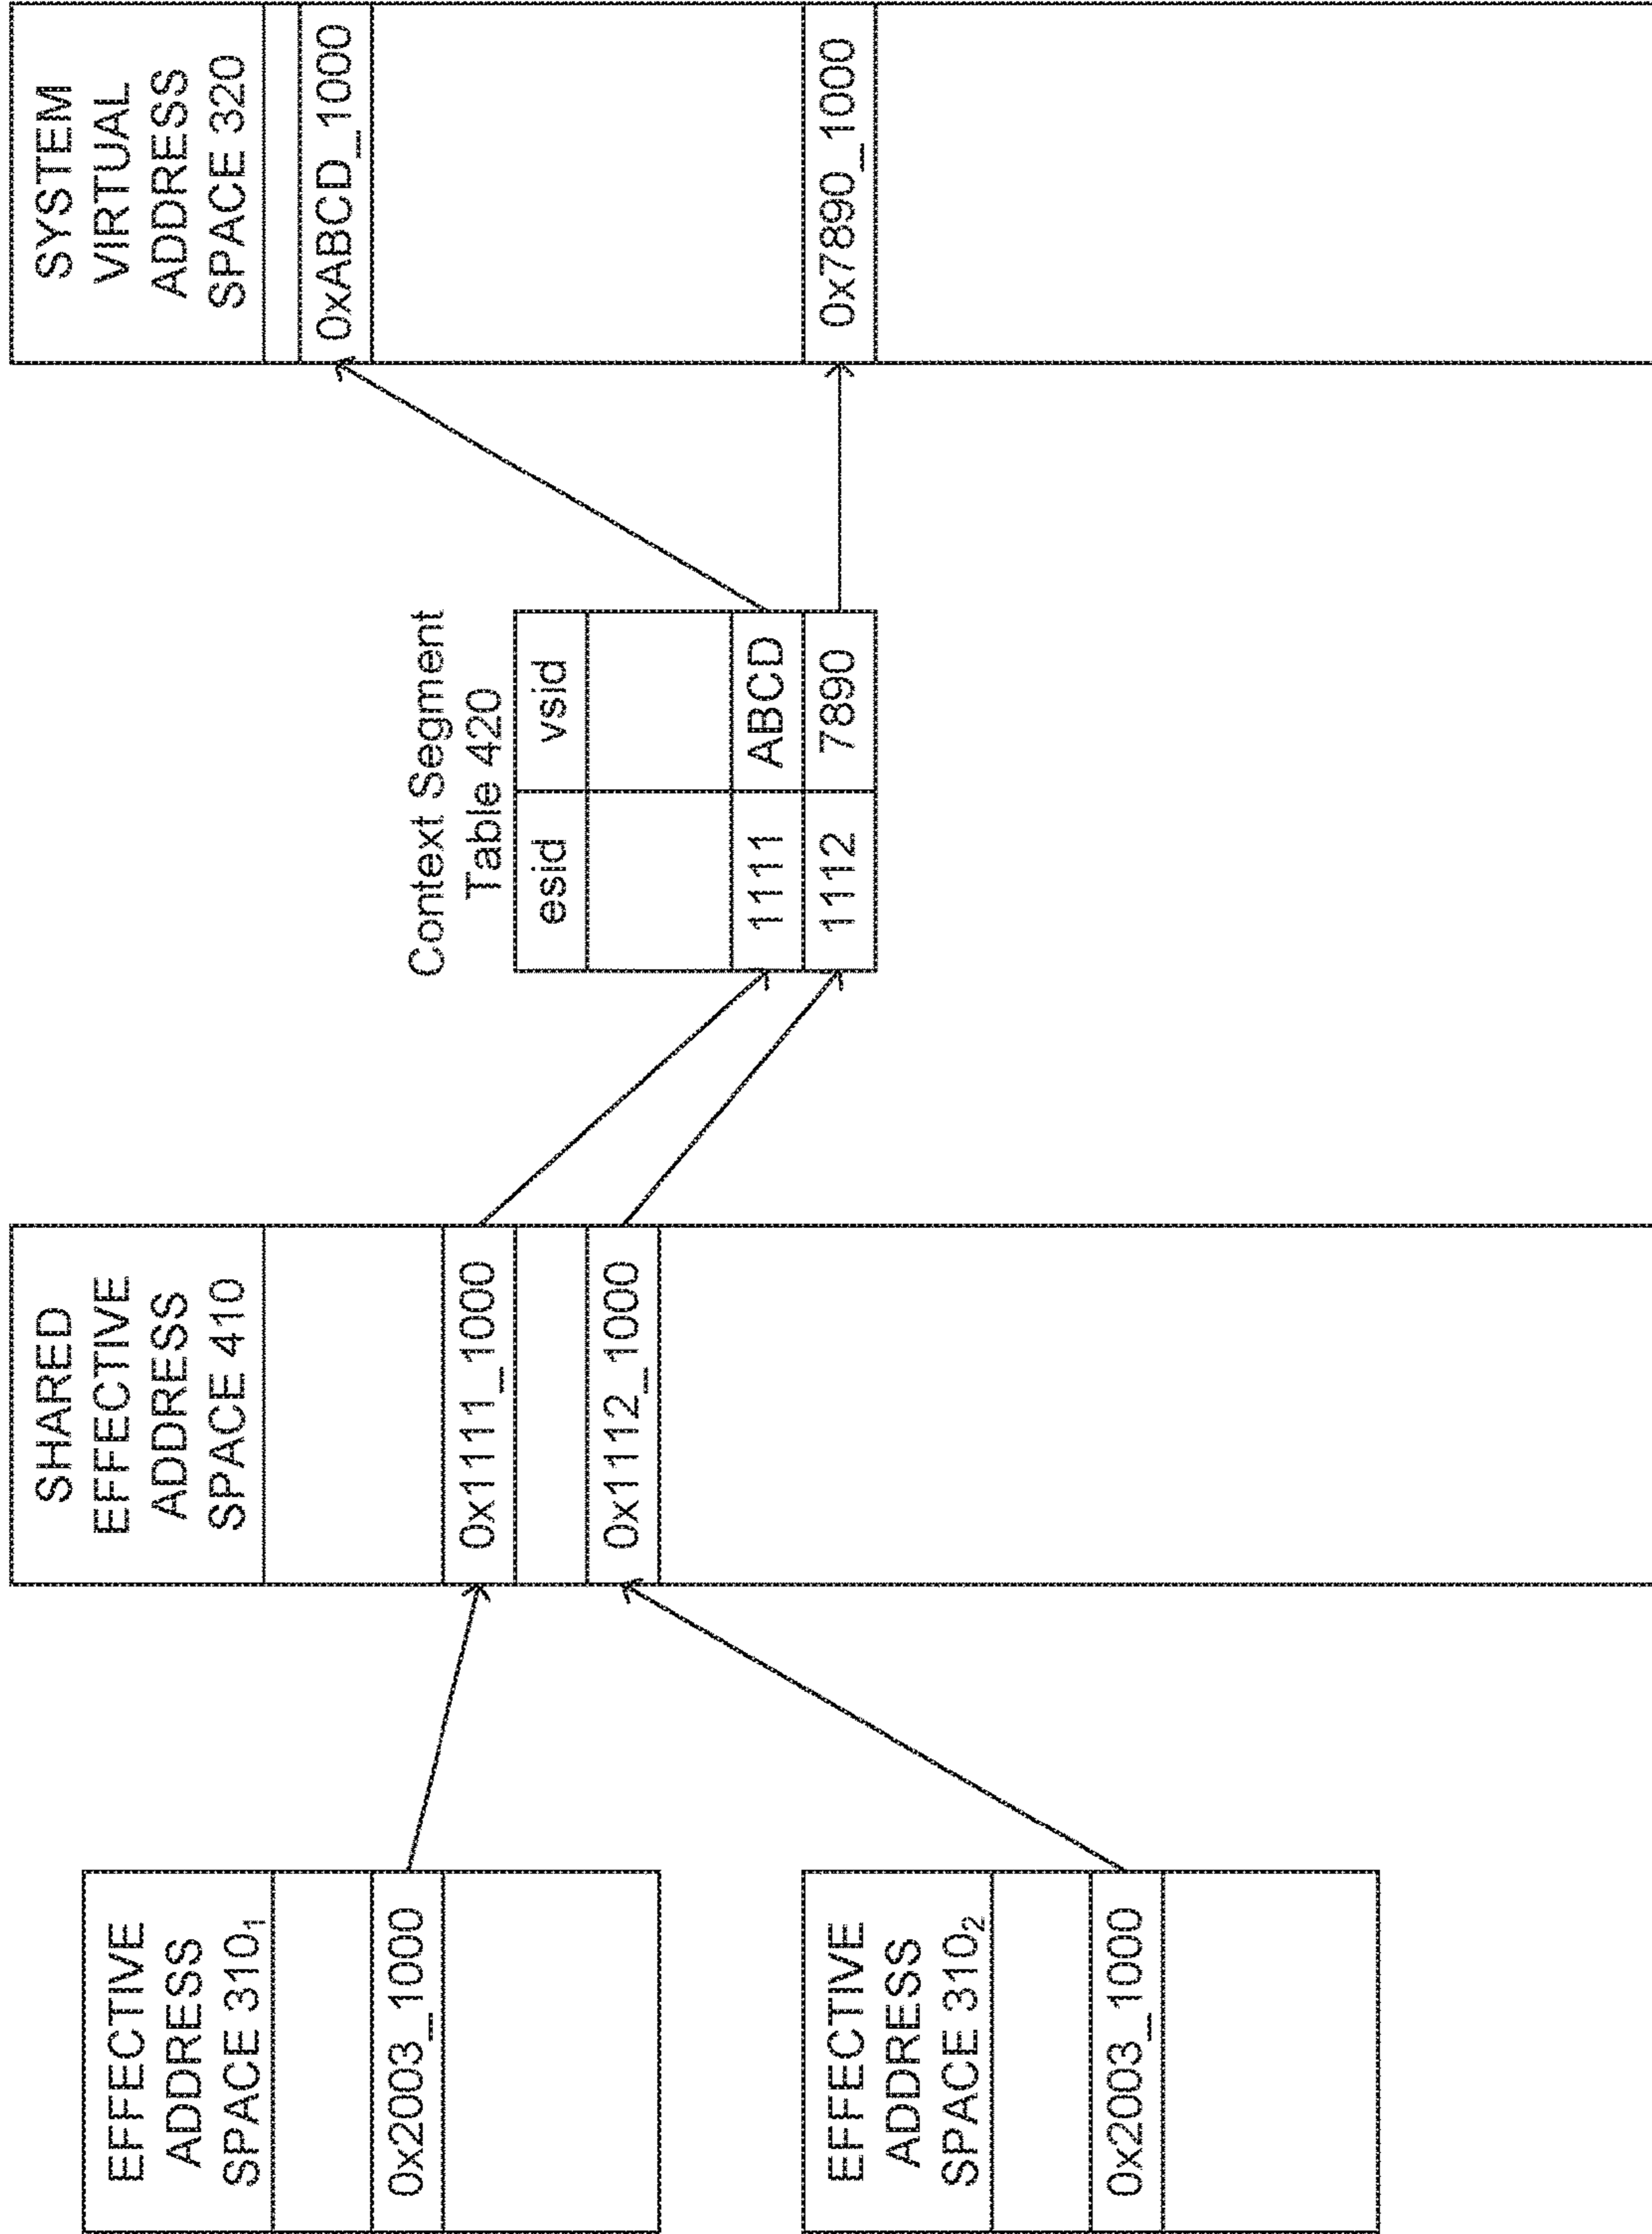 EFFECTIVE
ADDRESS
SPACE 310₁
0x2003_1000
EFFECTIVE
ADDRESS
SPACE 310₂
0x2003_1000
SHARED
EFFECTIVE
ADDRESS
SPACE 410
0x1111_1000
0x1112_1000
Context Segment
Table 420
esid vsid
1111 ABCD
1112 7890
SYSTEM
VIRTUAL
ADDRESS
SPACE 320
0xABCD_1000
0x7890_1000